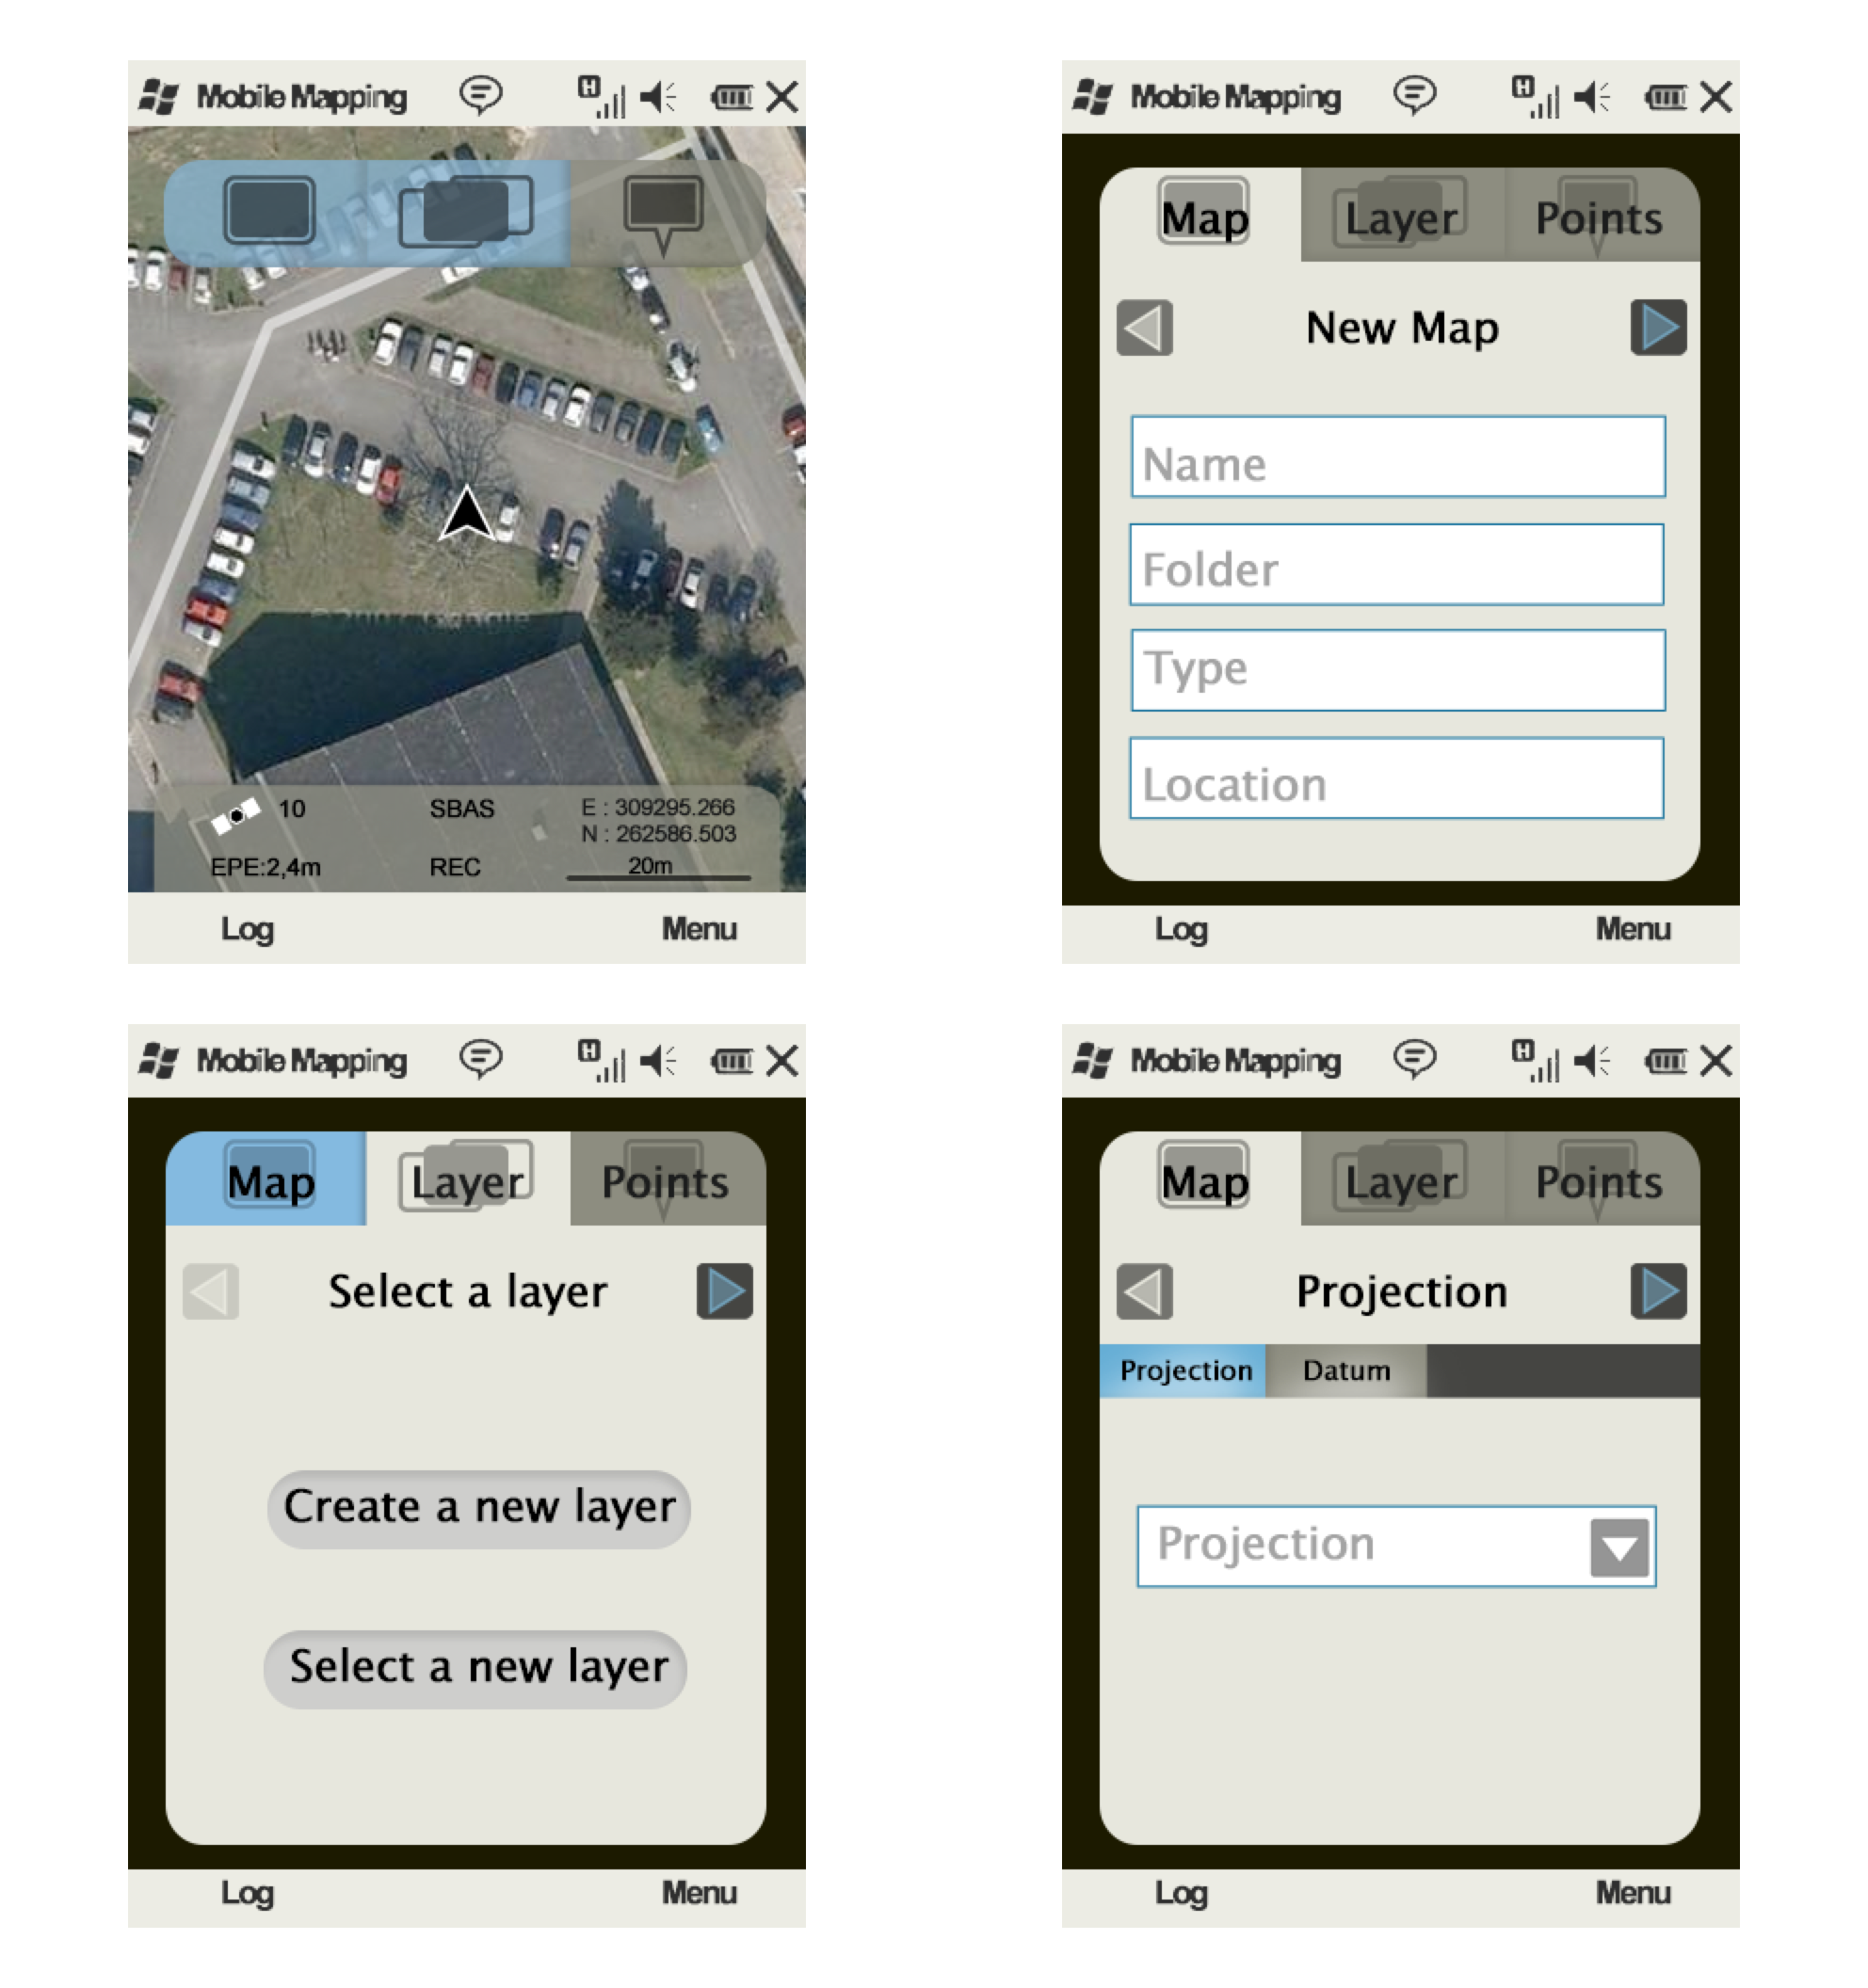 Mobile Mapping
10 SBAS E : 309295.266
N : 262586.503
EPE:2,4m REC 20m
Log Menu
Mobile Mapping
Map Layer Points
New Map
Name
Folder
Type
Location
Log Menu
Mobile Mapping
Map Layer Points
Select a layer
Create a new layer
Select a new layer
Log Menu
Mobile Mapping
Map Layer Points
Projection
Projection Datum
Projection
Log Menu